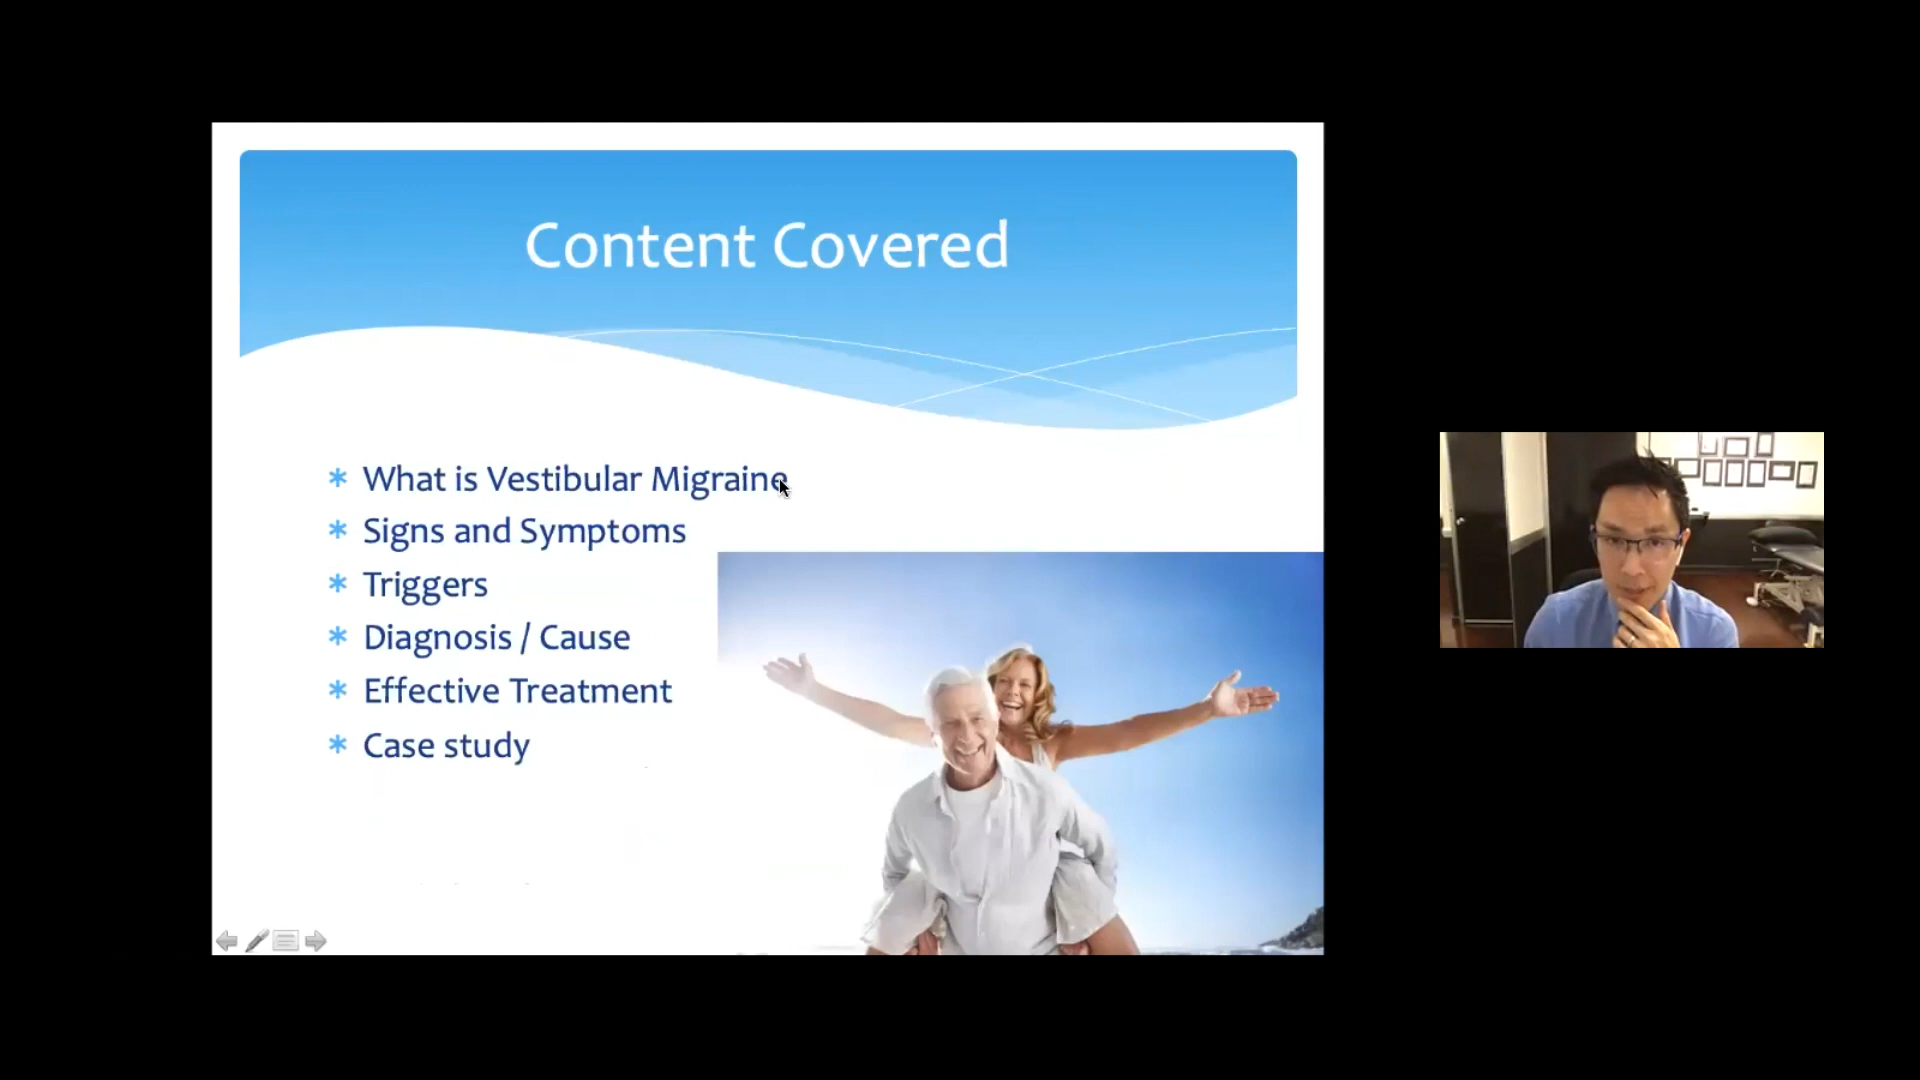 Content Covered
What is Vestibular Migraine
Signs and Symptoms
Triggers
Diagnosis / Cause
Effective Treatment
Case study